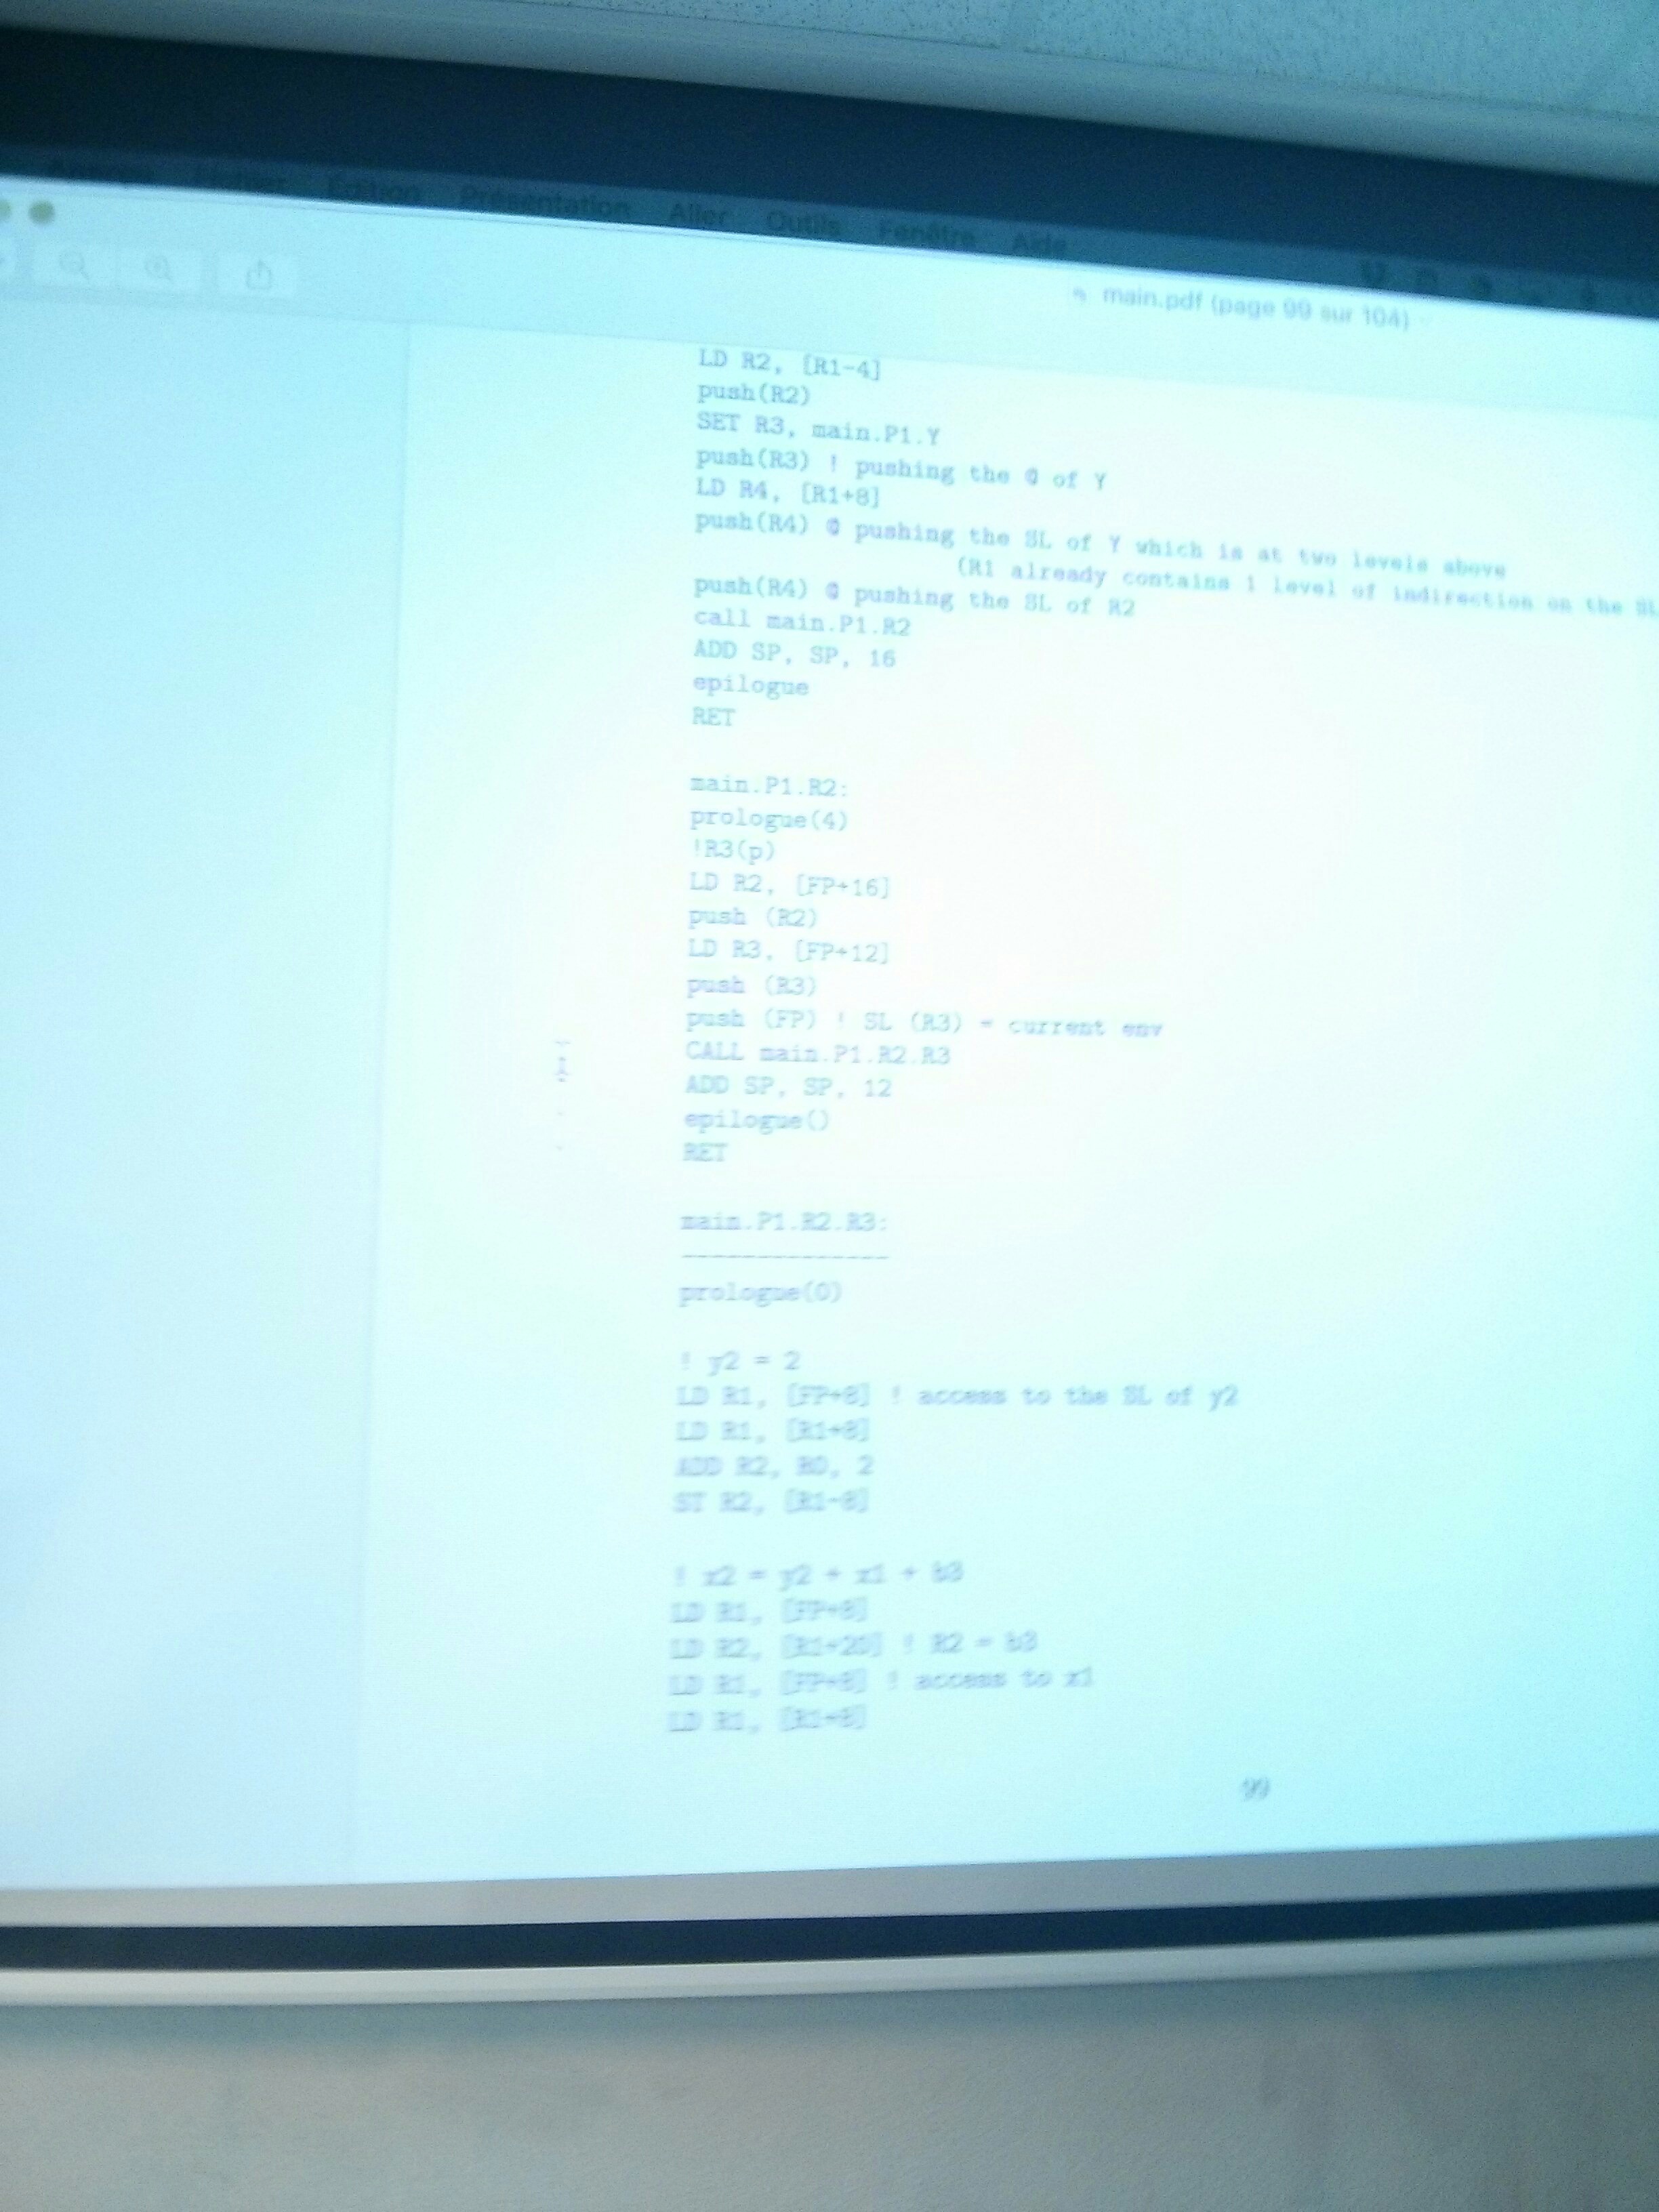 Édition Présentation Aller Outils Fenêtre Aide
main.pdf (page 99 sur 104)
LD R2, [R1-4]
push(R2)
SET R3, main.P1.Y
push(R3) ! pushing the @ of Y
LD R4, [R1+8]
push(R4) @ pushing the SL of Y which is at two levels above
(R1 already contains 1 level of indirection on the SL
push(R4) @ pushing the SL of R2
call main.P1.R2
ADD SP, SP, 16
epilogue
RET
main.P1.R2:
prologue(4)
!R3(p)
LD R2, [FP+16]
push (R2)
LD R3, [FP+12]
push (R3)
push (FP) ! SL (R3) = current env
CALL main.P1.R2.R3
ADD SP, SP, 12
epilogue()
RET
main.P1.R2.R3:
--------------
prologue(0)
! y2 = 2
LD R1, [FP+8] ! access to the SL of y2
LD R1, [R1+8]
ADD R2, R0, 2
ST R2, [R1-8]
! x2 = y2 + x1 + b3
LD R1, [FP+8]
LD R2, [R1+20] ! R2 = b3
LD R1, [FP+8] ! access to x1
LD R1, [R1+8]
99